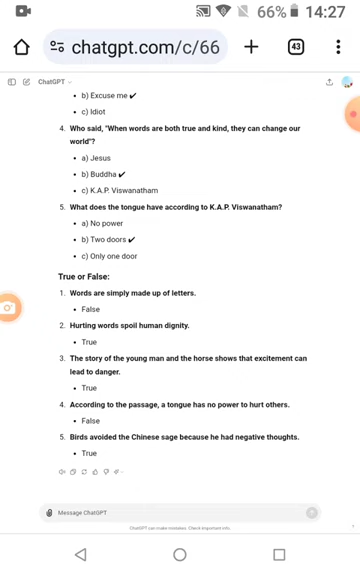 66% 14:27
chatgpt.com/c/66
43
ChatGPT
b) Excuse me ✔
c) Idiot
4. Who said, "When words are both true and kind, they can change our
world"?
a) Jesus
b) Buddha ✔
c) K.A.P. Viswanatham
5. What does the tongue have according to K.A.P. Viswanatham?
a) No power
b) Two doors ✔
c) Only one door
True or False:
1. Words are simply made up of letters.
False
2. Hurting words spoil human dignity.
True
3. The story of the young man and the horse shows that excitement can
lead to danger.
True
4. According to the passage, a tongue has no power to hurt others.
False
5. Birds avoided the Chinese sage because he had negative thoughts.
True
Message ChatGPT
ChatGPT can make mistakes. Check important info.
?